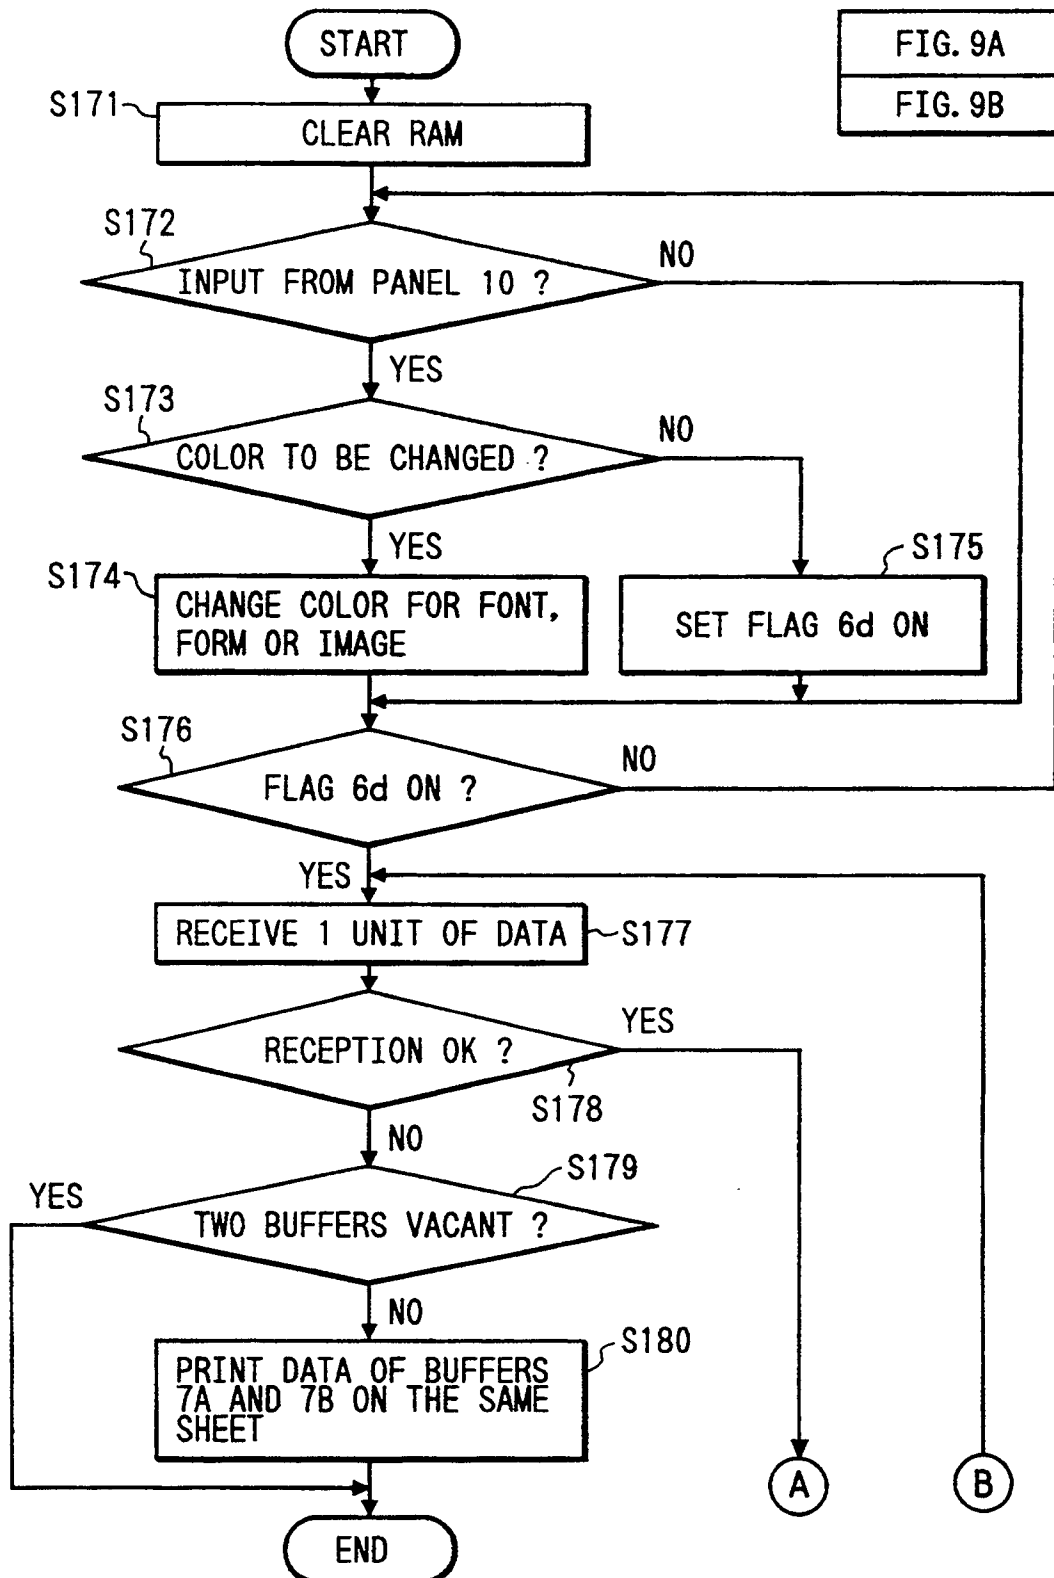 START
FIG. 9A
FIG. 9B
S171
CLEAR RAM
S172
INPUT FROM PANEL 10 ?
NO
YES
S173
COLOR TO BE CHANGED ?
NO
YES
S174
CHANGE COLOR FOR FONT,
FORM OR IMAGE
S175
SET FLAG 6d ON
S176
FLAG 6d ON ?
NO
YES
RECEIVE 1 UNIT OF DATA
S177
RECEPTION OK ?
YES
S178
NO
S179
YES
TWO BUFFERS VACANT ?
NO
S180
PRINT DATA OF BUFFERS
7A AND 7B ON THE SAME
SHEET
A
B
END